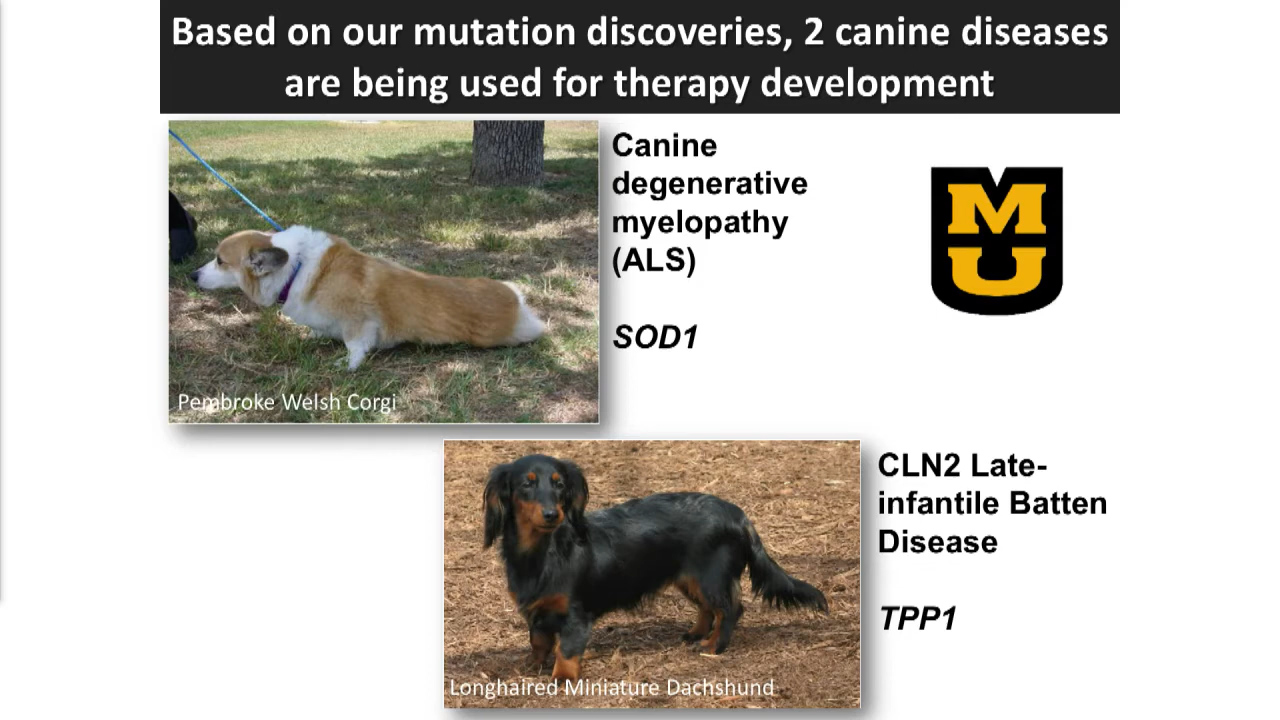 Based on our mutation discoveries, 2 canine diseases
are being used for therapy development
Canine
degenerative
myelopathy
(ALS)
SOD1
MU
Pembroke Welsh Corgi
CLN2 Late-
infantile Batten
Disease
TPP1
Longhaired Miniature Dachshund